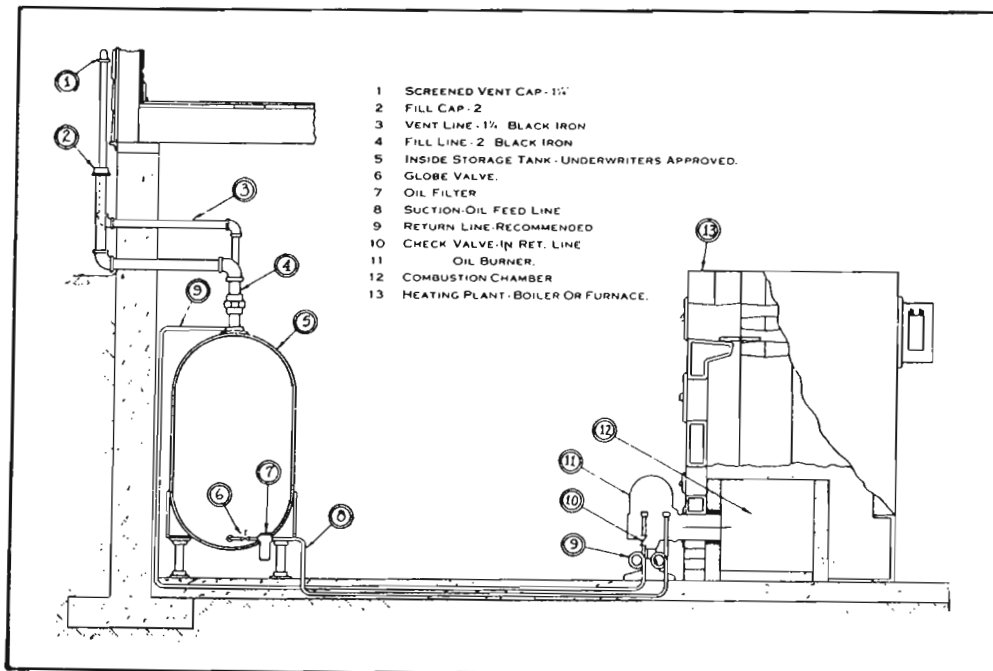 1 SCREENED VENT CAP - 1¼"
2 FILL CAP - 2
3 VENT LINE - 1¼ BLACK IRON
4 FILL LINE - 2 BLACK IRON
5 INSIDE STORAGE TANK - UNDERWRITERS APPROVED.
6 GLOBE VALVE.
7 OIL FILTER
8 SUCTION-OIL FEED LINE
9 RETURN LINE-RECOMMENDED
10 CHECK VALVE-IN RET. LINE
11 OIL BURNER.
12 COMBUSTION CHAMBER
13 HEATING PLANT - BOILER OR FURNACE.
1
2
3
4
9
5
6
7
8
13
12
11
10
9